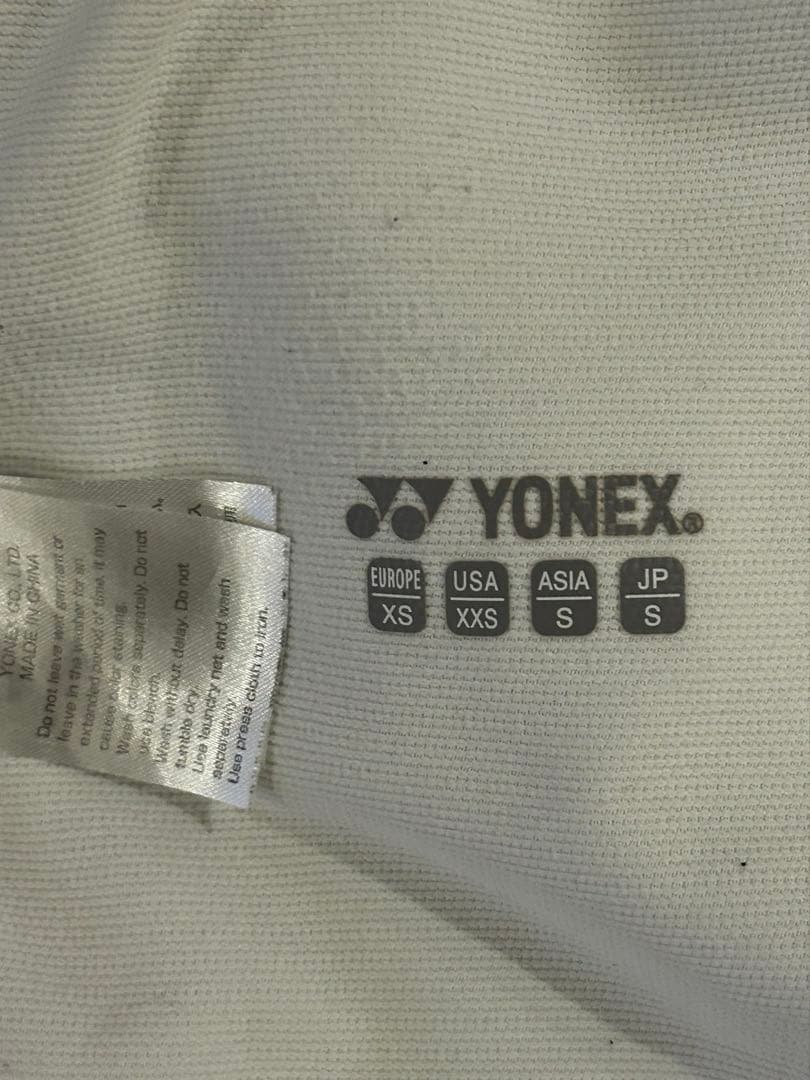 YONEX®
EUROPE
XS
USA
XXS
ASIA
S
JP
S
YONEX CO., LTD.
MADE IN CHINA
Do not leave wet garment or
leave in the washer for an
extended period of time. It may
cause color staining.
Wash colors separately. Do not
use bleach.
Wash without delay. Do not
tumble dry.
Use laundry net and wash
separately.
Use press cloth to iron.